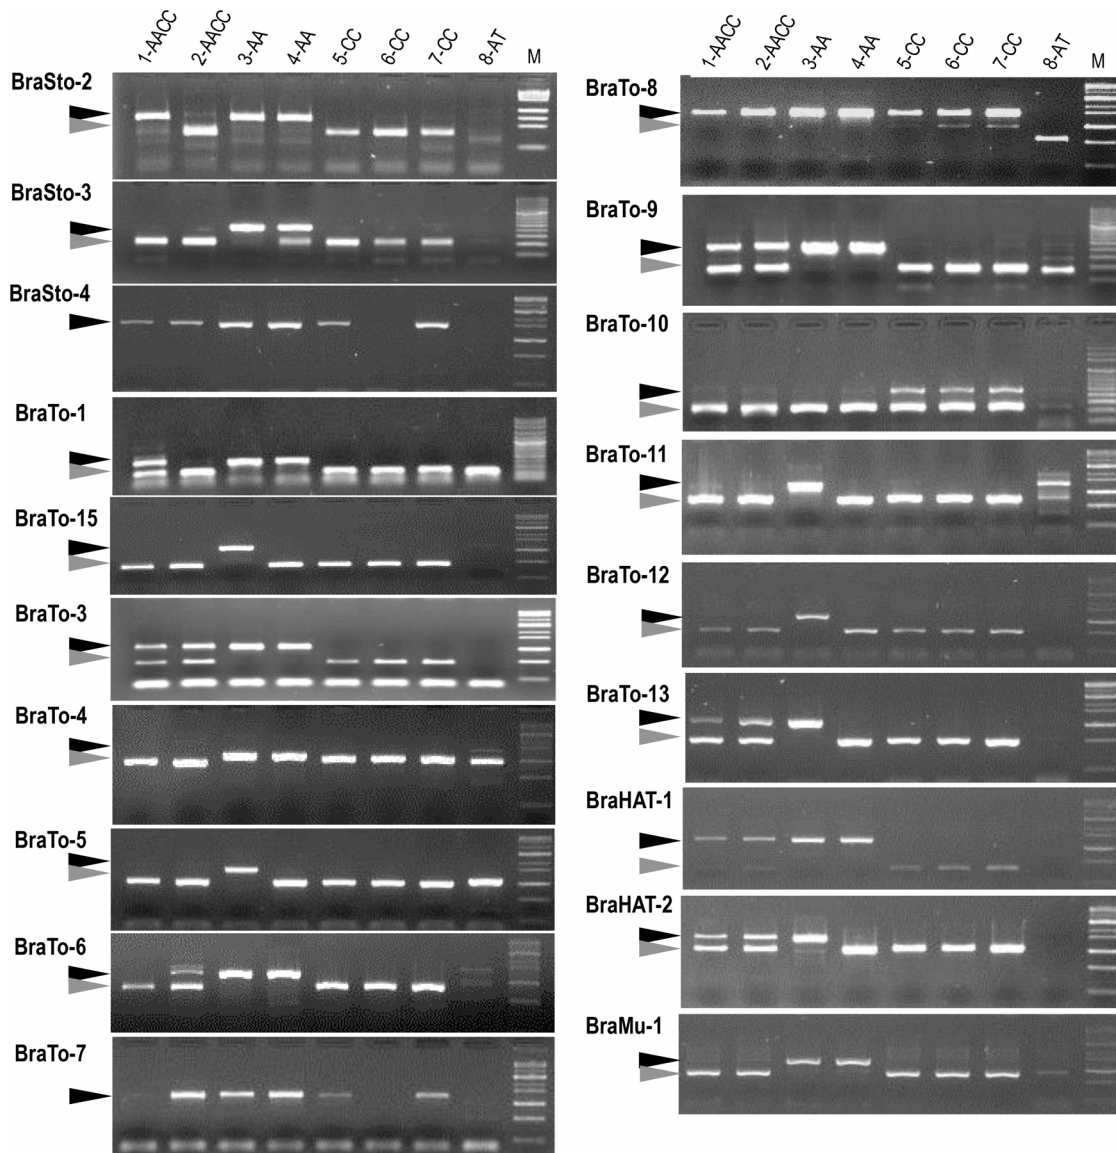 1-AACC 2-AACC 3-AA 4-AA 5-CC 6-CC 7-CC 8-AT M
BraSto-2
BraSto-3
BraSto-4
BraTo-1
BraTo-15
BraTo-3
BraTo-4
BraTo-5
BraTo-6
BraTo-7
1-AACC 2-AACC 3-AA 4-AA 5-CC 6-CC 7-CC 8-AT M
BraTo-8
BraTo-9
BraTo-10
BraTo-11
BraTo-12
BraTo-13
BraHAT-1
BraHAT-2
BraMu-1